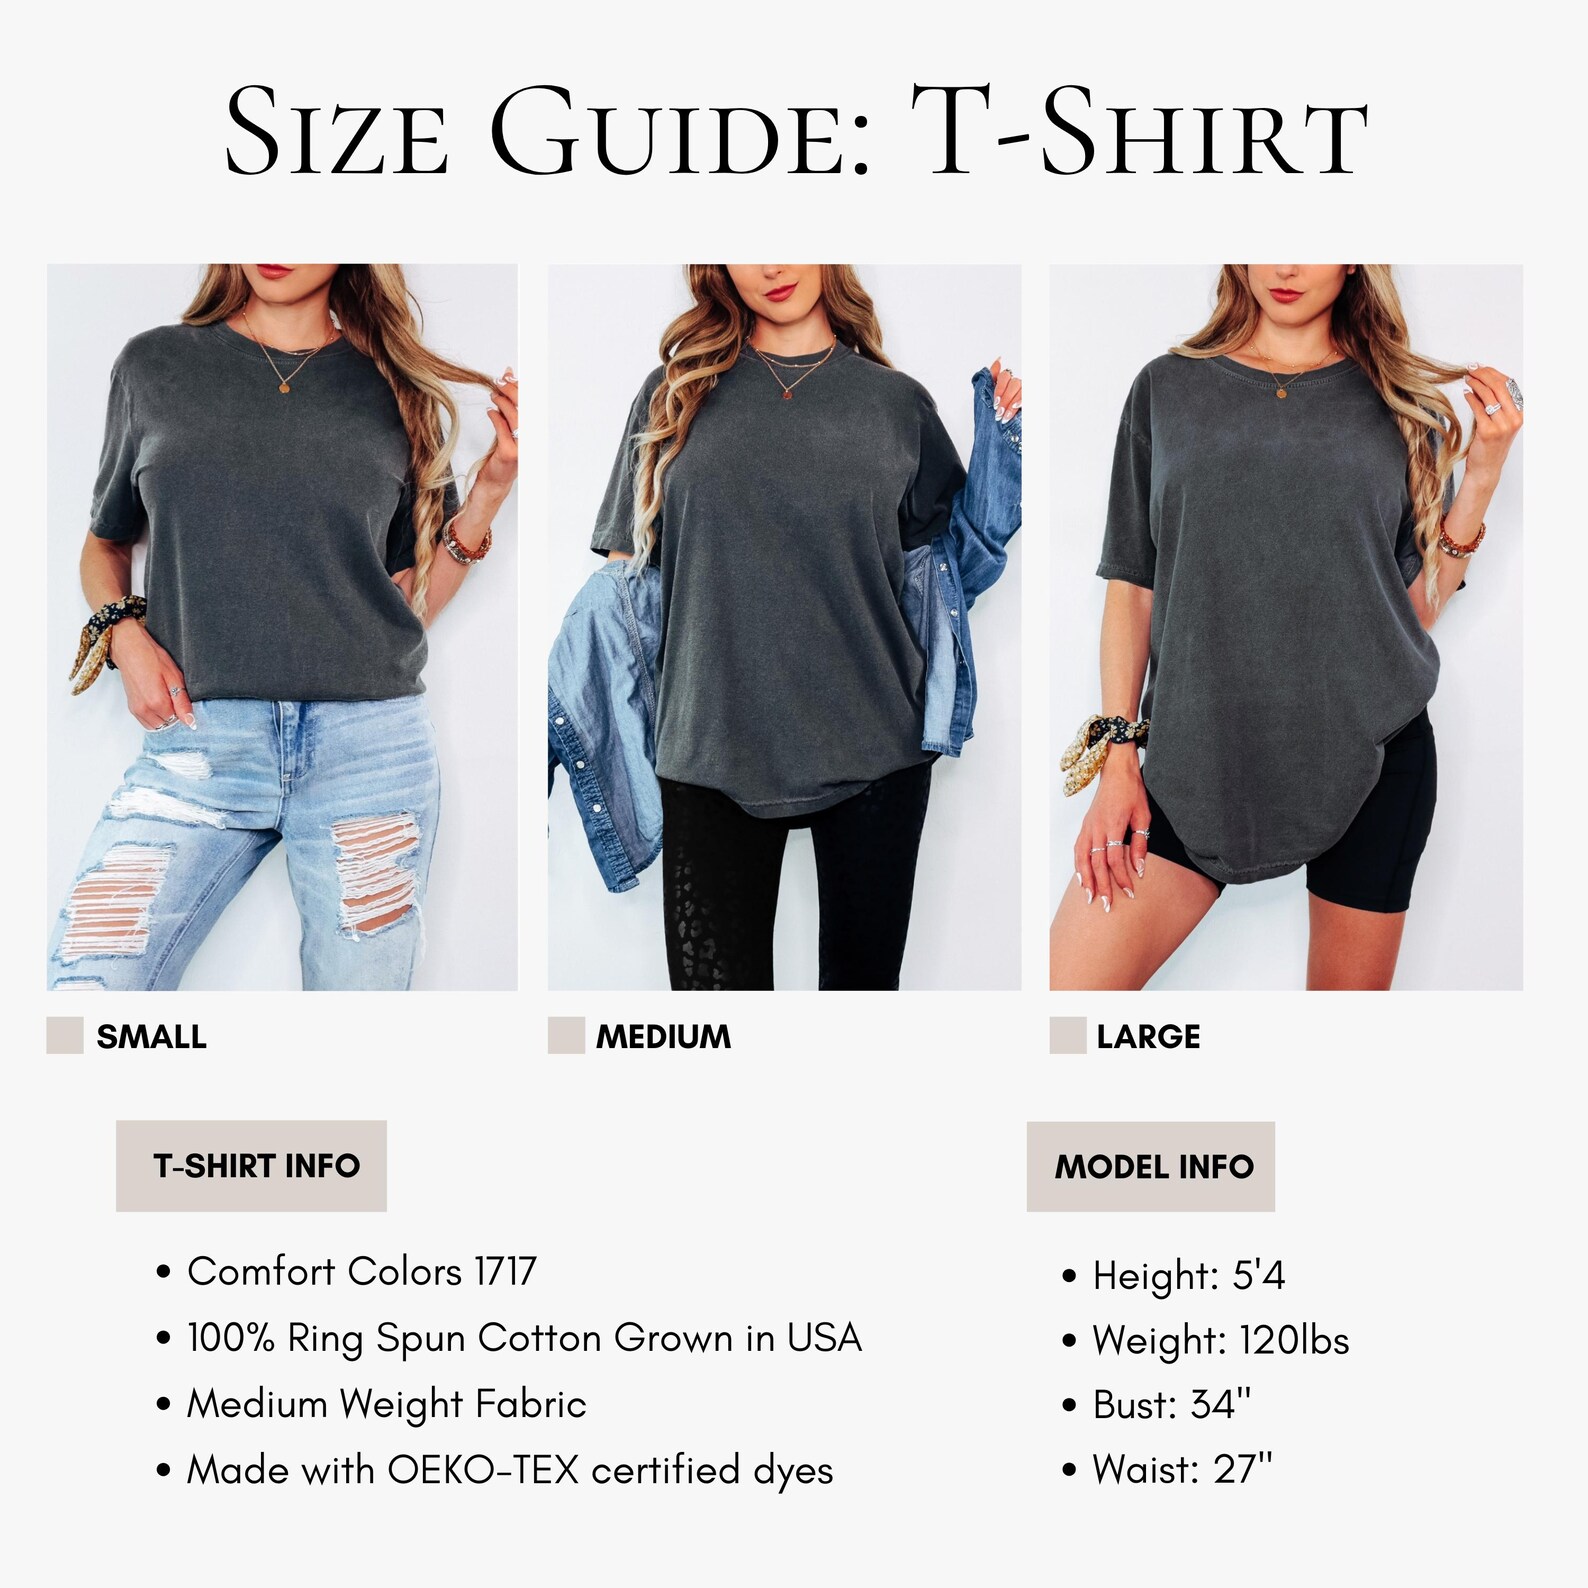 Size Guide: T-Shirt
SMALL
MEDIUM
LARGE
T-SHIRT INFO
• Comfort Colors 1717
• 100% Ring Spun Cotton Grown in USA
• Medium Weight Fabric
• Made with OEKO-TEX certified dyes
MODEL INFO
• Height: 5'4
• Weight: 120lbs
• Bust: 34"
• Waist: 27"